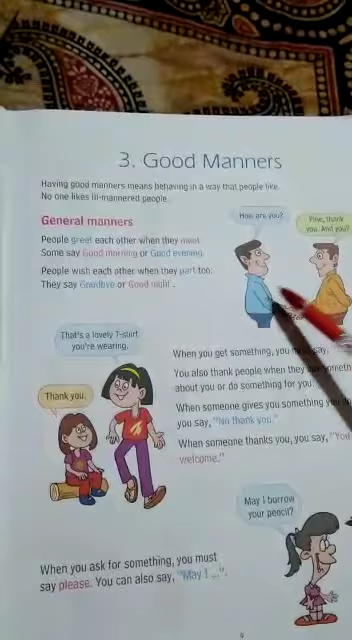 3. Good Manners
Having good manners means behaving in a way that people like.
No one likes ill-mannered people.
General manners
People greet each other when they meet.
Some say Good morning or Good evening.
People wish each other when they part too.
They say Goodbye or Good night.
How are you?
Fine, thank
you. And you?
That's a lovely T-shirt
you're wearing.
Thank you.
When you get something, you say,
You also thank people when they
about you or do something for you.
When someone gives you something you
you say, "No thank you."
When someone thanks you, you say, "You
welcome."
May I borrow
your pencil?
When you ask for something, you must
say please. You can also say, "May I ...".